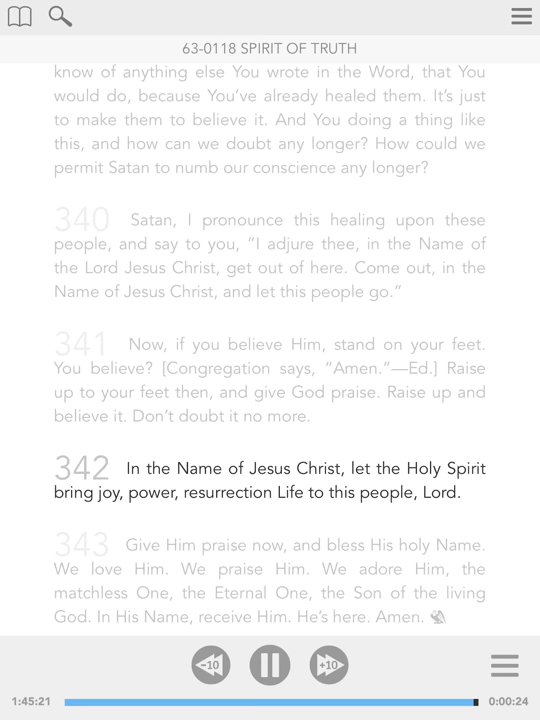 63-0118 SPIRIT OF TRUTH
know of anything else You wrote in the Word, that You
would do, because You’ve already healed them. It’s just
to make them to believe it. And You doing a thing like
this, and how can we doubt any longer? How could we
permit Satan to numb our conscience any longer?
340 Satan, I pronounce this healing upon these
people, and say to you, “I adjure thee, in the Name of
the Lord Jesus Christ, get out of here. Come out, in the
Name of Jesus Christ, and let this people go.”
341 Now, if you believe Him, stand on your feet.
You believe? [Congregation says, “Amen.”—Ed.] Raise
up to your feet then, and give God praise. Raise up and
believe it. Don’t doubt it no more.
342 In the Name of Jesus Christ, let the Holy Spirit
bring joy, power, resurrection Life to this people, Lord.
343 Give Him praise now, and bless His holy Name.
We love Him. We praise Him. We adore Him, the
matchless One, the Eternal One, the Son of the living
God. In His Name, receive Him. He’s here. Amen.
-10 +10
1:45:21 0:00:24